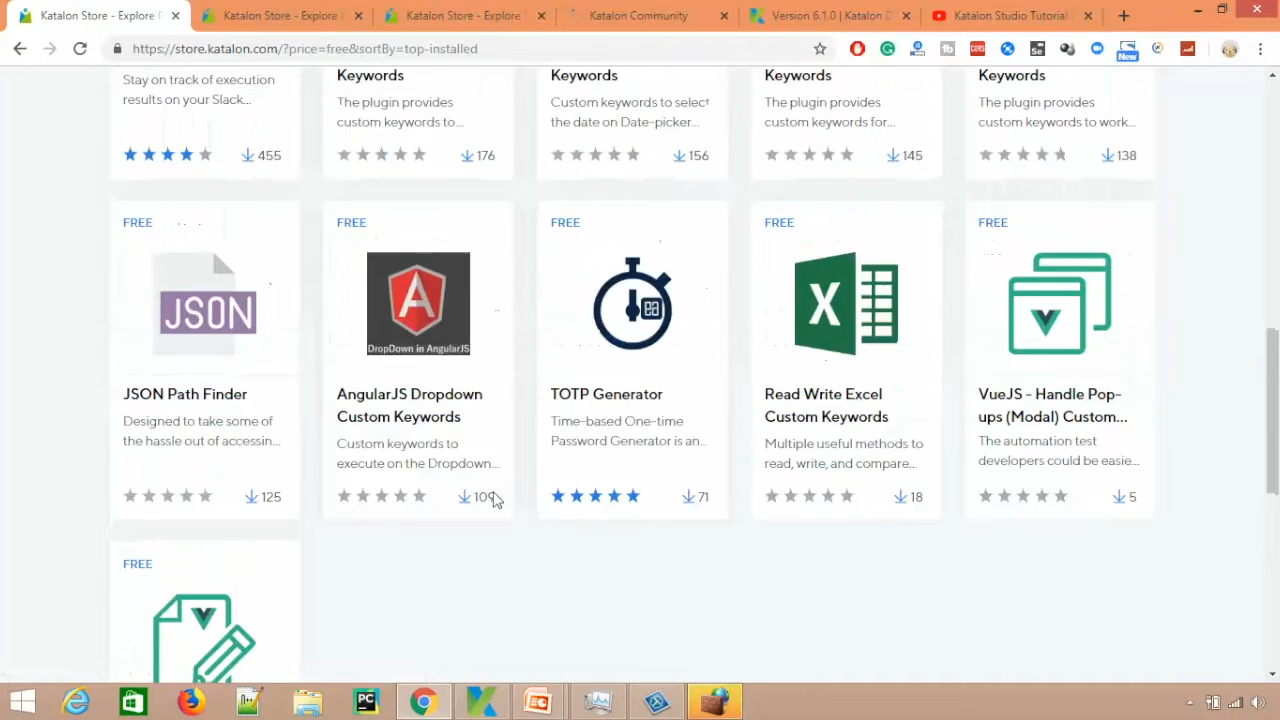 Katalon Store - Explore P
Katalon Store - Explore
Katalon Store - Explore
Katalon Community
Version 6.1.0 | Katalon D
Katalon Studio Tutorial
https://store.katalon.com/?price=free&sortBy=top-installed
New
Stay on track of execution
results on your Slack...
455
Keywords
The plugin provides
custom keywords to...
176
Keywords
Custom keywords to select
the date on Date-picker...
156
Keywords
The plugin provides
custom keywords for...
145
Keywords
The plugin provides
custom keywords to work...
138
FREE
JSON
JSON Path Finder
Designed to take some of
the hassle out of accessin...
125
FREE
A
DropDown in AngularJS
AngularJS Dropdown
Custom Keywords
Custom keywords to
execute on the Dropdown...
109
FREE
TOTP Generator
Time-based One-time
Password Generator is an...
71
FREE
X
Read Write Excel
Custom Keywords
Multiple useful methods to
read, write, and compare...
18
FREE
VueJS - Handle Pop-
ups (Modal) Custom...
The automation test
developers could be easie...
5
FREE
PC